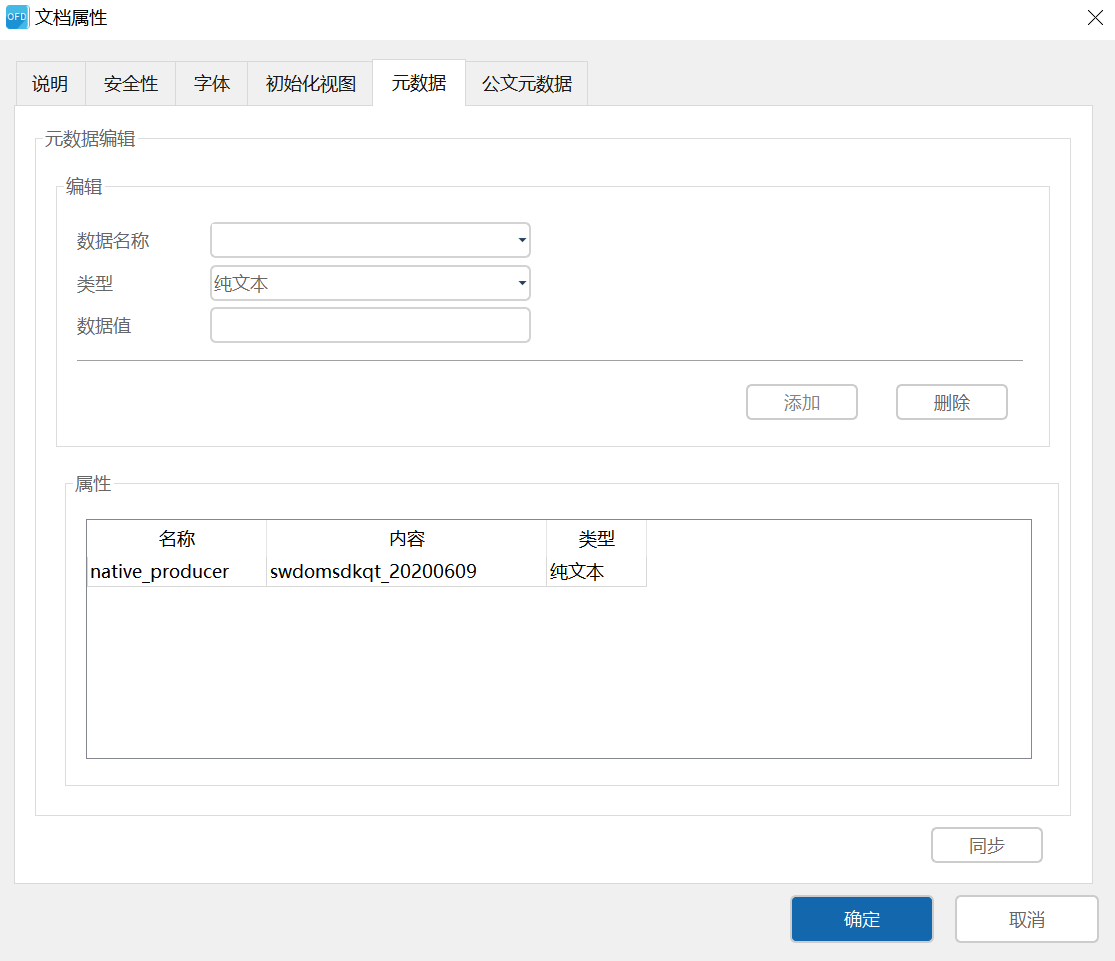 OFD 文档属性
说明 安全性 字体 初始化视图 元数据 公文元数据
元数据编辑
编辑
数据名称
类型 纯文本
数据值
添加 删除
属性
名称 内容 类型
native_producer swdomsdkqt_20200609 纯文本
同步
确定 取消